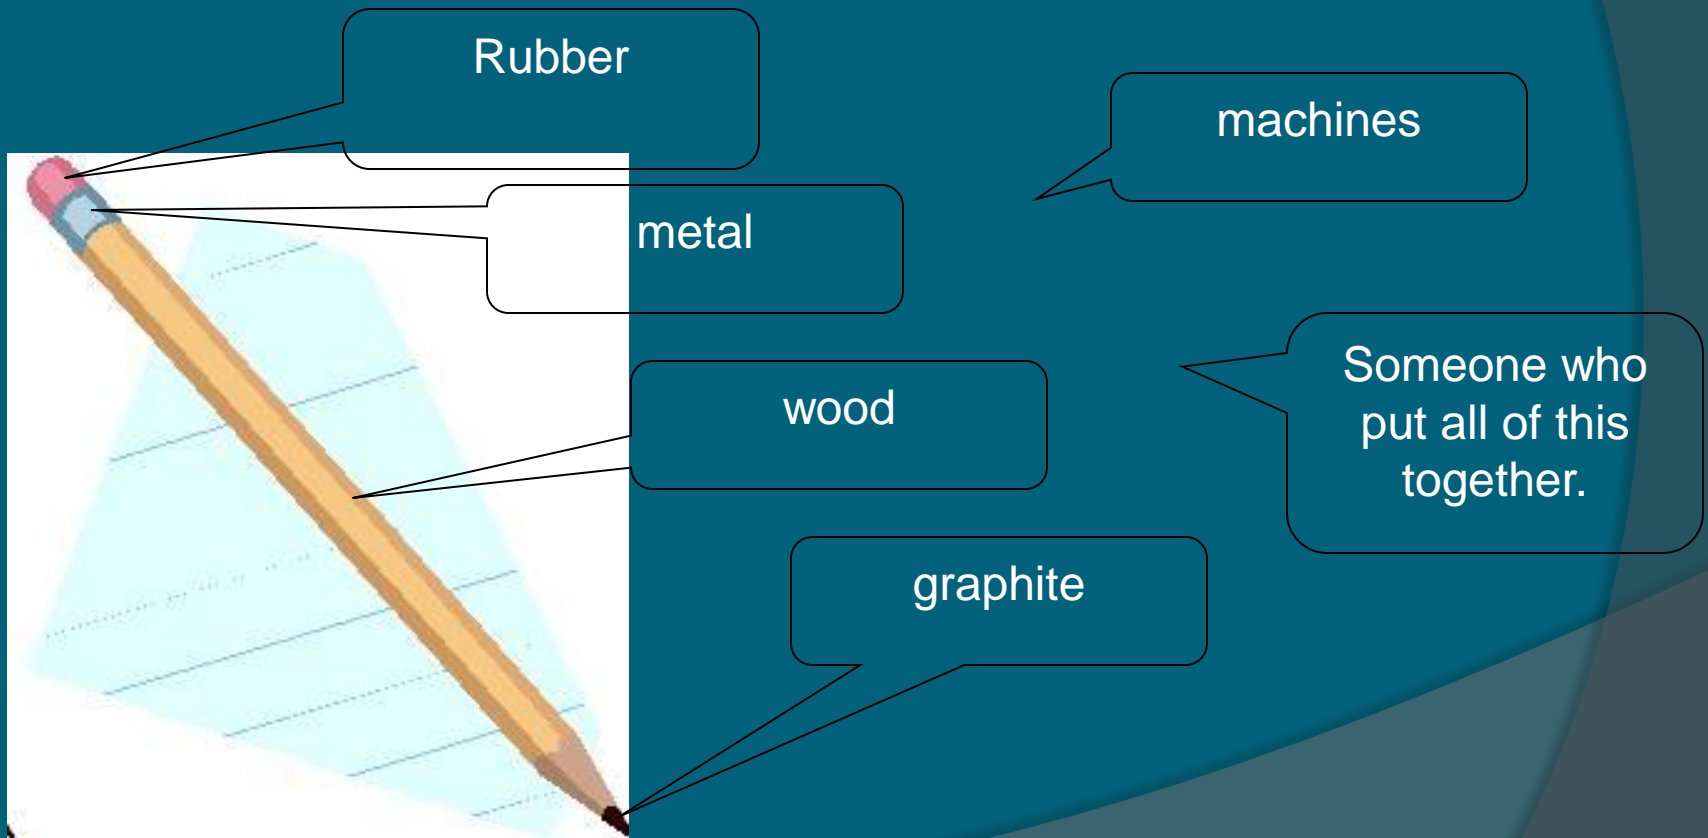 Rubber
machines
metal
Someone who
put all of this
together.
wood
graphite